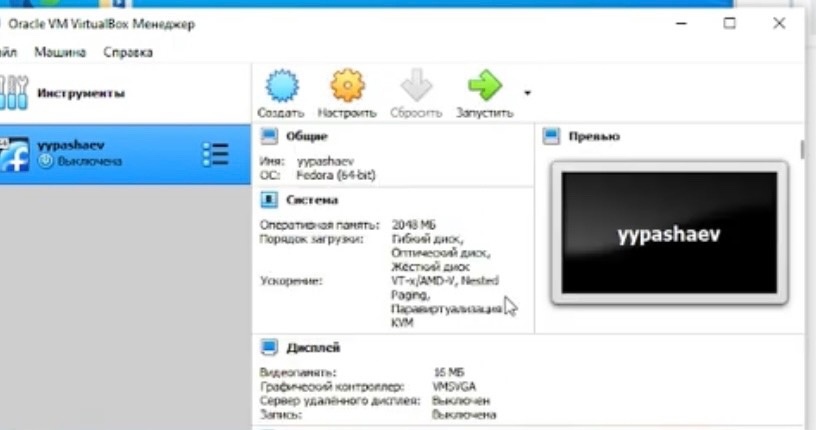 Oracle VM VirtualBox Менеджер
йл Машина Справка
Инструменты
Создать Настроить Сбросить Запустить
yypashaev
Выключена
Общие
Имя: yypashaev
ОС: Fedora (64-bit)
Система
Оперативная память: 2048 МБ
Порядок загрузки: Гибкий диск,
Оптический диск,
Жёсткий диск
Ускорение: VT-x/AMD-V, Nested
Paging,
Паравиртуализация
KVM
Превью
yypashaev
Дисплей
Видеопамять: 16 МБ
Графический контроллер: VMSVGA
Сервер удалённого дисплея: Выключен
Запись: Выключена